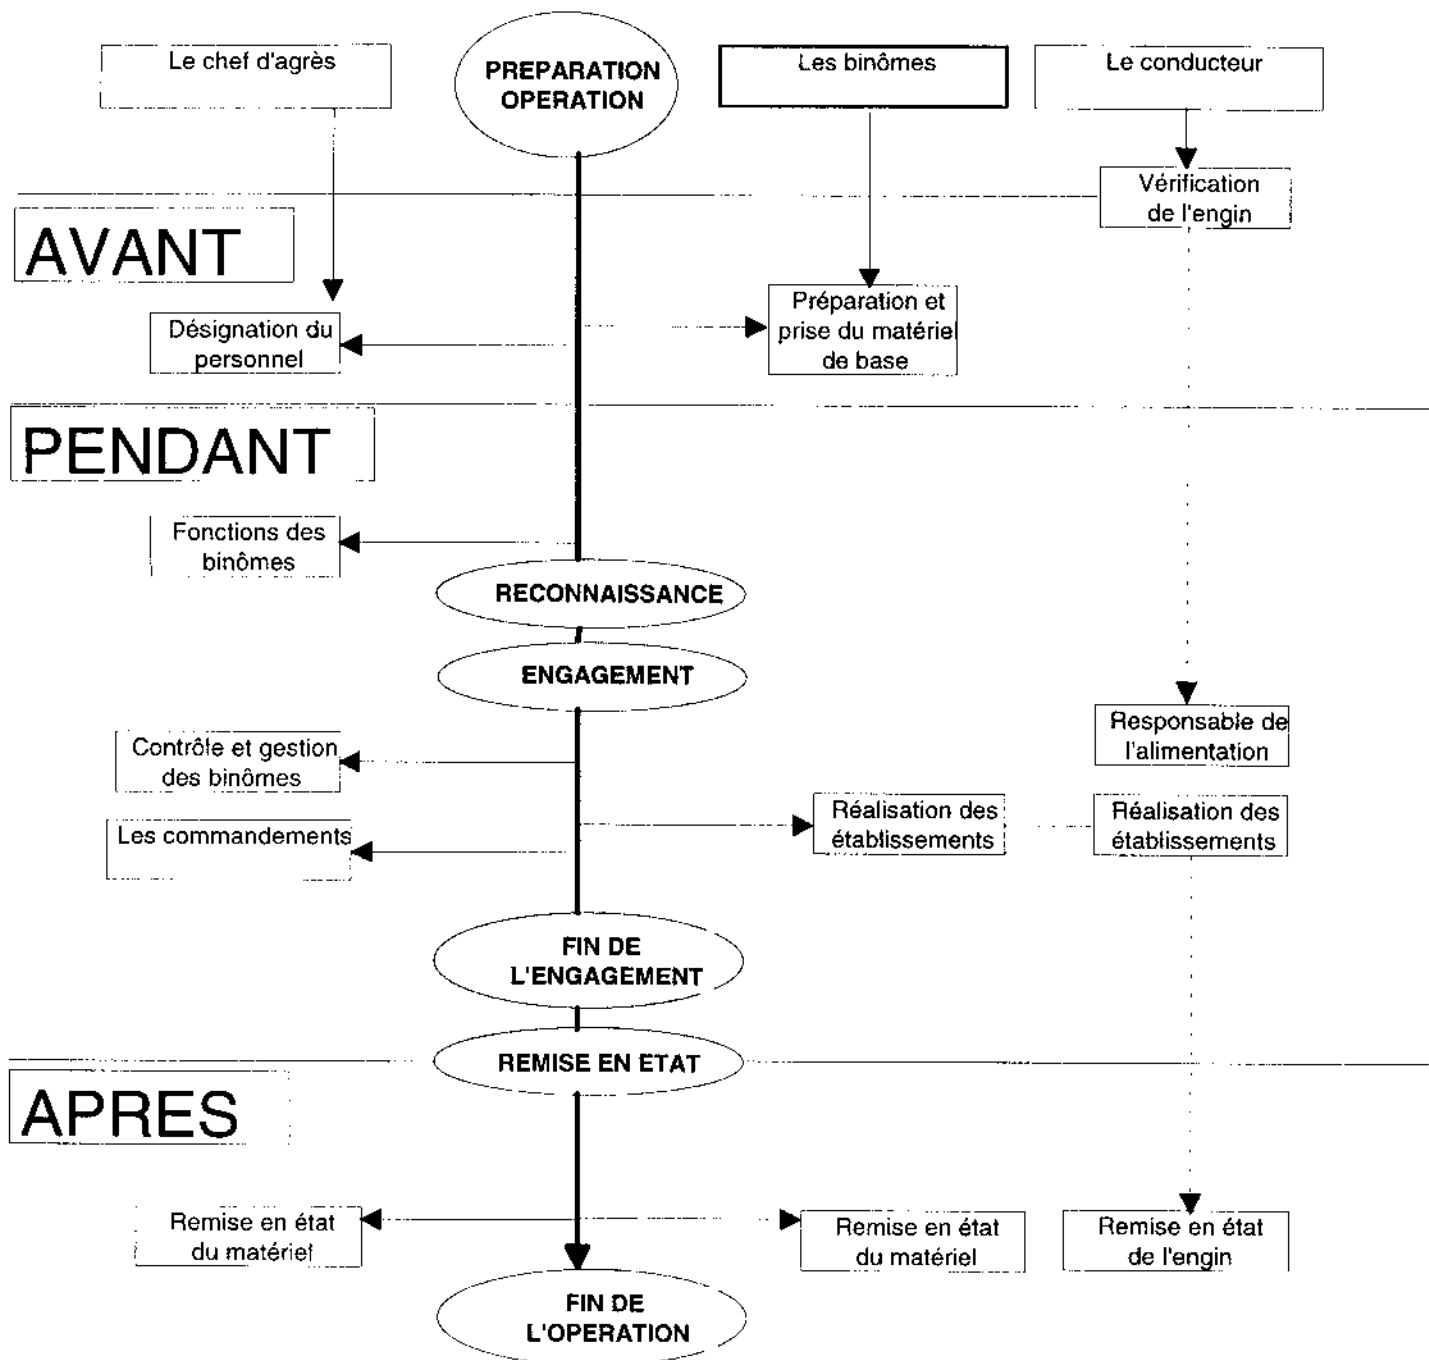 Le chef d'agrès
PREPARATION
OPERATION
Les binômes
Le conducteur
Vérification
de l'engin
AVANT
Désignation du
personnel
Préparation et
prise du matériel
de base
PENDANT
Fonctions des
binômes
RECONNAISSANCE
ENGAGEMENT
Responsable de
l'alimentation
Contrôle et gestion
des binômes
Réalisation des
établissements
Réalisation des
établissements
Les commandements
FIN DE
L'ENGAGEMENT
REMISE EN ETAT
APRES
Remise en état
du matériel
Remise en état
du matériel
Remise en état
de l'engin
FIN DE
L'OPERATION